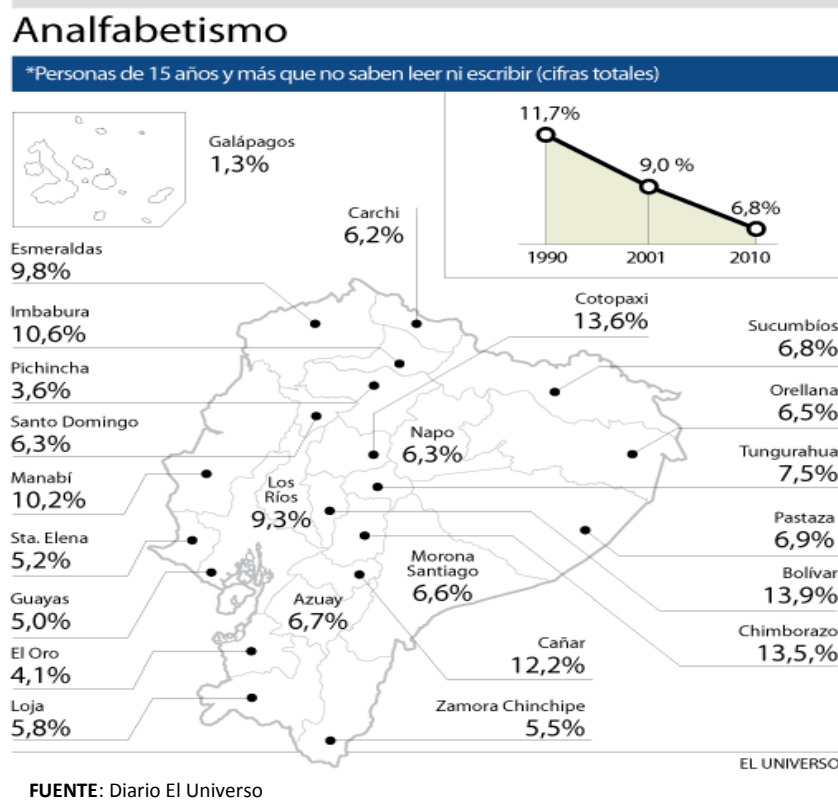 Analfabetismo
*Personas de 15 años y más que no saben leer ni escribir (cifras totales)
11,7%
9,0 %
6,8%
1990
2001
2010
Galápagos
1,3%
Carchi
6,2%
Esmeraldas
9,8%
Imbabura
10,6%
Pichincha
3,6%
Santo Domingo
6,3%
Manabí
10,2%
Sta. Elena
5,2%
Guayas
5,0%
El Oro
4,1%
Loja
5,8%
Cotopaxi
13,6%
Napo
6,3%
Los
Ríos
9,3%
Azuay
6,7%
Morona
Santiago
6,6%
Cañar
12,2%
Zamora Chinchipe
5,5%
Sucumbíos
6,8%
Orellana
6,5%
Tungurahua
7,5%
Pastaza
6,9%
Bolívar
13,9%
Chimborazo
13,5,%
EL UNIVERSO
FUENTE: Diario El Universo